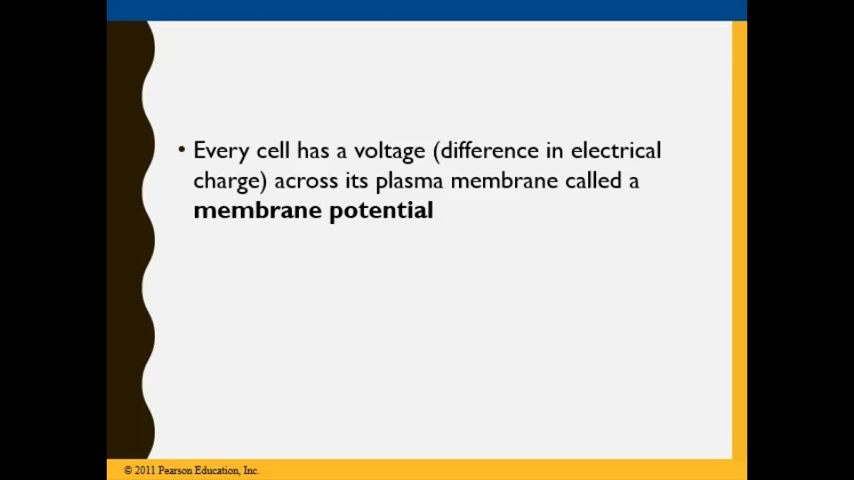 • Every cell has a voltage (difference in electrical
charge) across its plasma membrane called a
membrane potential
© 2011 Pearson Education, Inc.